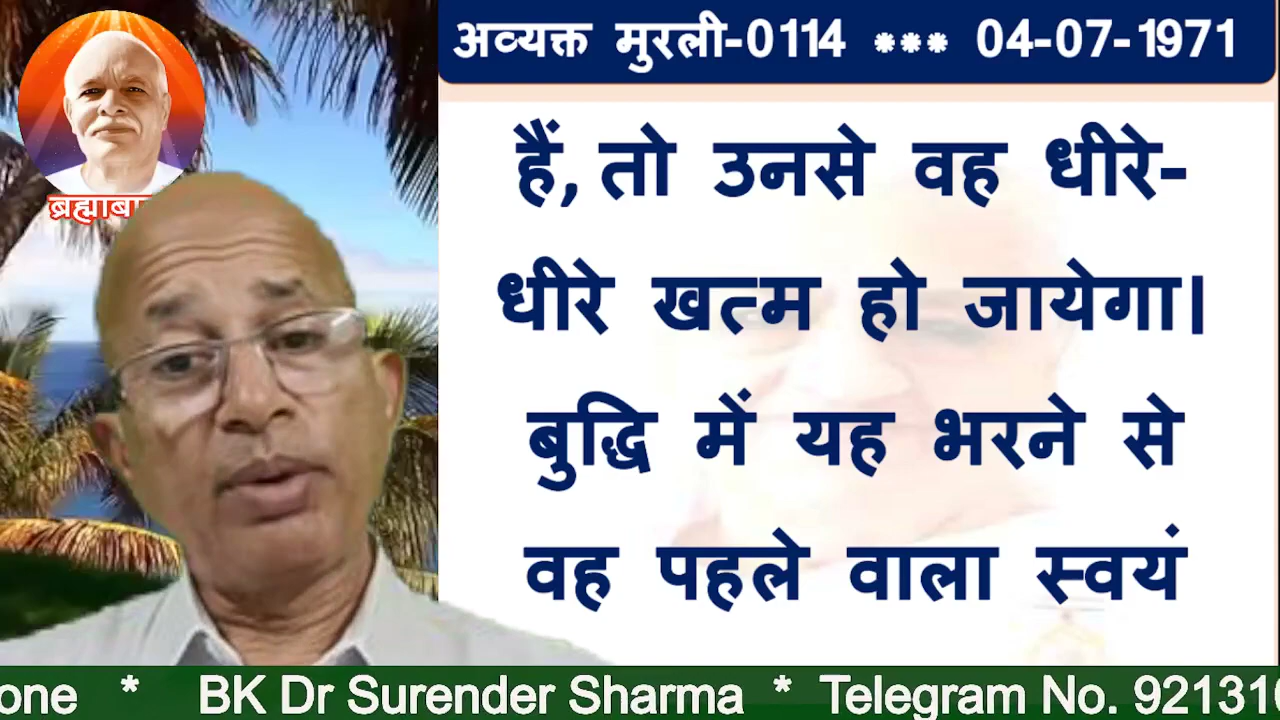 अव्यक्त मुरली-0114 *** 04-07-1971
हैं, तो उनसे वह धीरे-
धीरे खत्म हो जायेगा।
बुद्धि में यह भरने से
वह पहले वाला स्वयं
one * BK Dr Surender Sharma * Telegram No. 92131